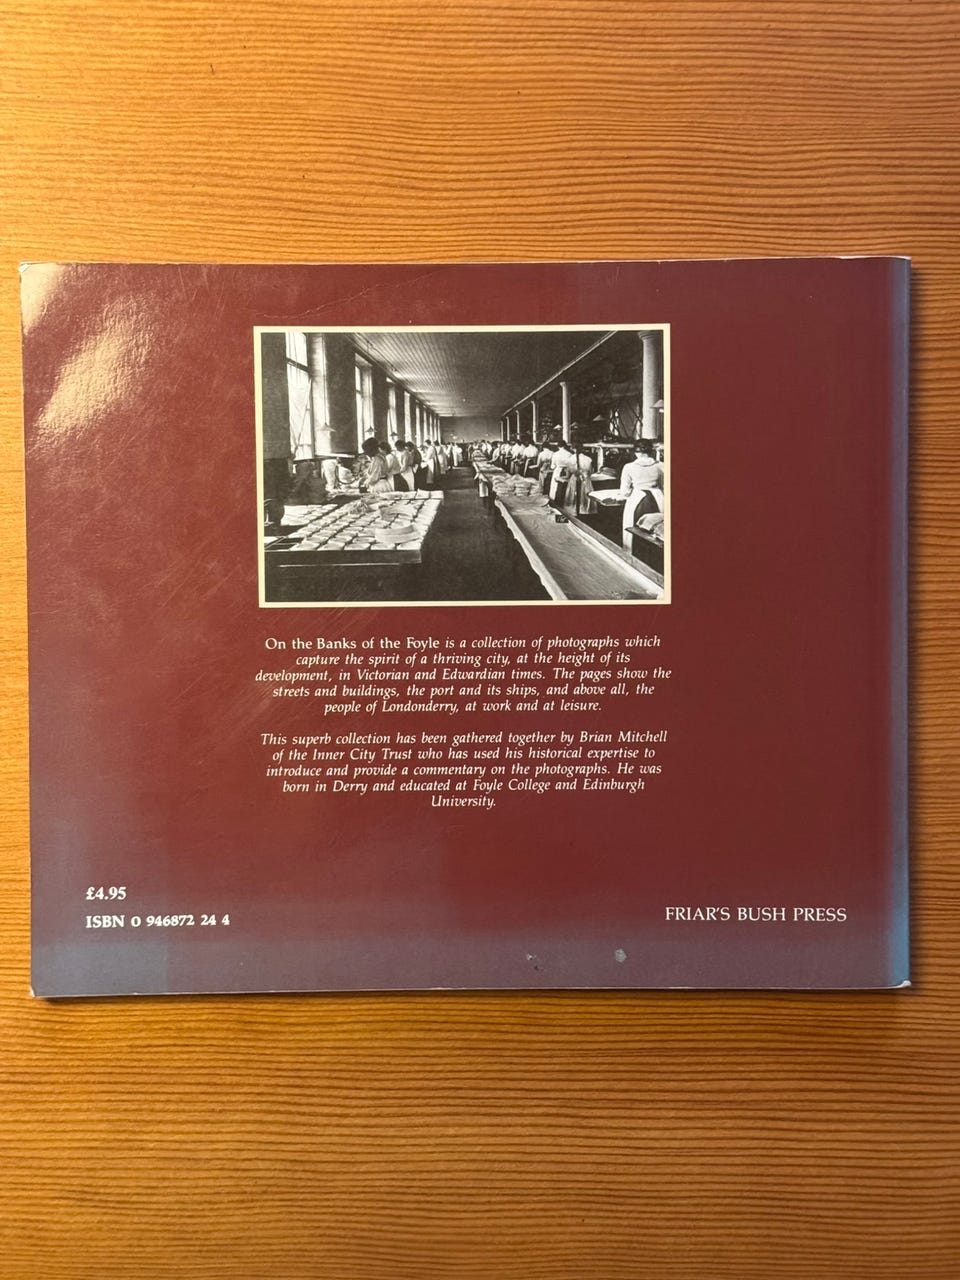 On the Banks of the Foyle is a collection of photographs which
capture the spirit of a thriving city, at the height of its
development, in Victorian and Edwardian times. The pages show the
streets and buildings, the port and its ships, and above all, the
people of Londonderry, at work and at leisure.
This superb collection has been gathered together by Brian Mitchell
of the Inner City Trust who has used his historical expertise to
introduce and provide a commentary on the photographs. He was
born in Derry and educated at Foyle College and Edinburgh
University.
£4.95
ISBN 0 946872 24 4
FRIAR'S BUSH PRESS